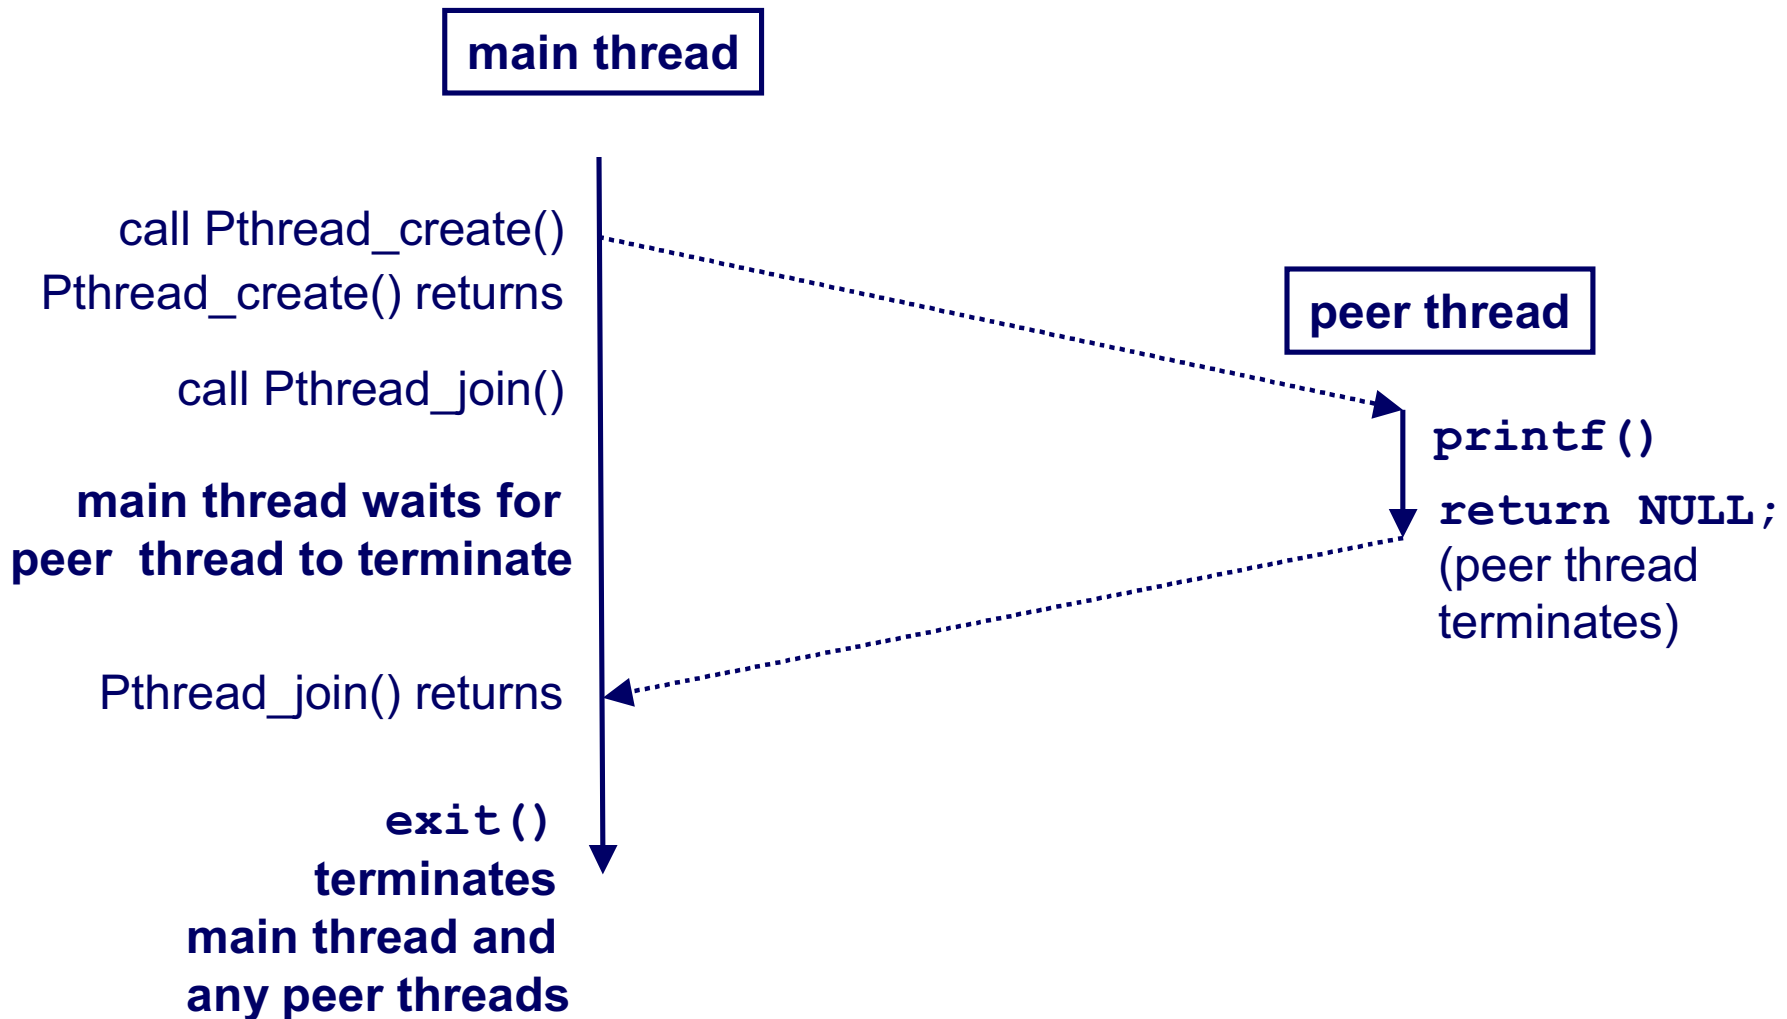 main thread
call Pthread_create()
Pthread_create() returns
peer thread
call Pthread_join()
printf()
main thread waits for
peer thread to terminate
return NULL;
(peer thread
terminates)
Pthread_join() returns
exit()
terminates
main thread and
any peer threads